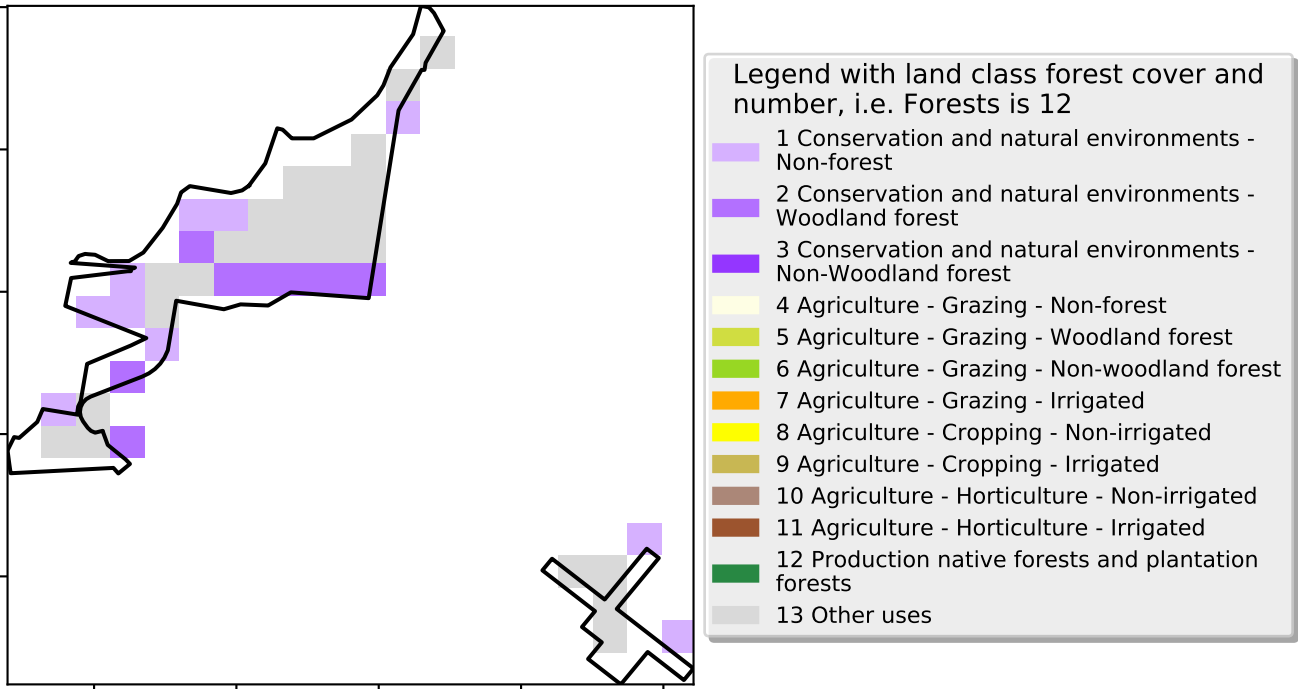 Legend with land class forest cover and
number, i.e. Forests is 12
1 Conservation and natural environments -
Non-forest
2 Conservation and natural environments -
Woodland forest
3 Conservation and natural environments -
Non-Woodland forest
4 Agriculture - Grazing - Non-forest
5 Agriculture - Grazing - Woodland forest
6 Agriculture - Grazing - Non-woodland forest
7 Agriculture - Grazing - Irrigated
8 Agriculture - Cropping - Non-irrigated
9 Agriculture - Cropping - Irrigated
10 Agriculture - Horticulture - Non-irrigated
11 Agriculture - Horticulture - Irrigated
12 Production native forests and plantation
forests
13 Other uses